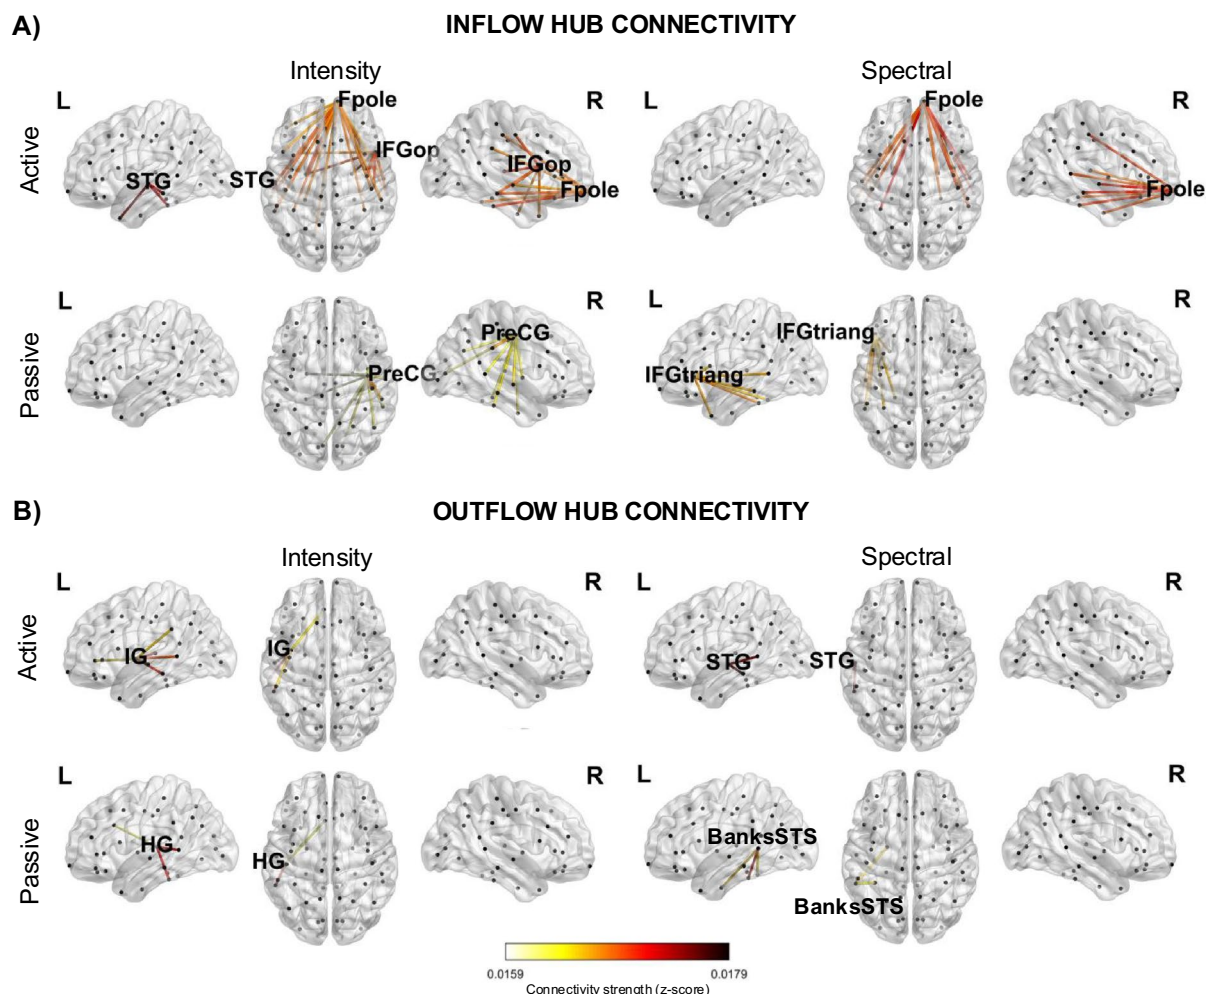 A)
INFLOW HUB CONNECTIVITY
Intensity
Spectral
L
Fpole
R
L
Fpole
R
Active
STG
STG
IFGop
IFGop
Fpole
Fpole
L
R
L
R
Passive
PreCG
PreCG
IFGtriang
IFGtriang
B)
OUTFLOW HUB CONNECTIVITY
Intensity
Spectral
L
R
L
R
Active
IG
IG
STG
STG
L
R
L
R
Passive
HG
HG
BanksSTS
BanksSTS
0.0159
0.0179
Connectivity strength (z-score)